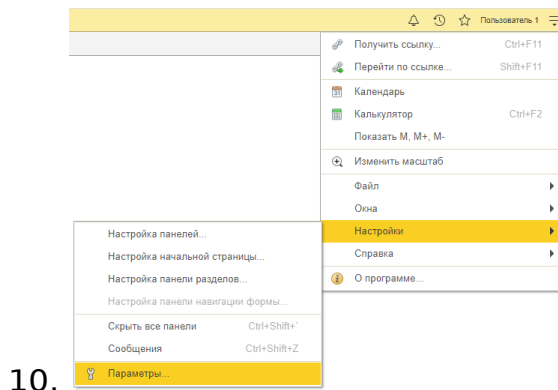 Пользователь 1
Получить ссылку... Ctrl+F11
Перейти по ссылке... Shift+F11
31 Календарь
Калькулятор Ctrl+F2
Показать M, M+, M-
Изменить масштаб
Файл
Окна
Настройки
Справка
i О программе...
Настройка панелей...
Настройка начальной страницы...
Настройка панели разделов...
Настройка панели навигации формы...
Скрыть все панели Ctrl+Shift+`
Сообщения Ctrl+Shift+Z
10. Параметры...